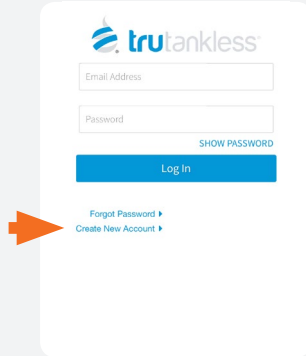 trutankless
Email Address
Password
SHOW PASSWORD
Log In
Forgot Password
Create New Account